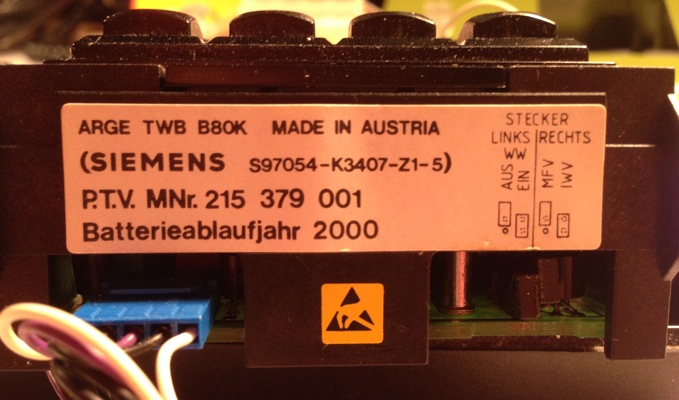 ARGE TWB B80K MADE IN AUSTRIA
(SIEMENS S97054-K3407-Z1-5)
P.T.V. MNr. 215 379 001
Batterieablaufjahr 2000
STECKER
LINKS RECHTS
WW
AUS
EIN
MFV
IWV